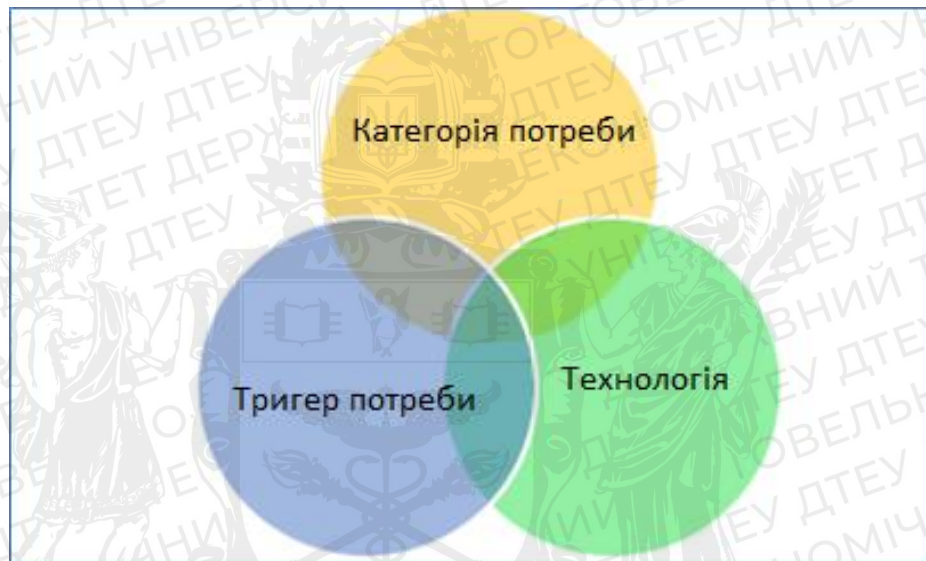 Категорія потреби
Тригер потреби
Технологія